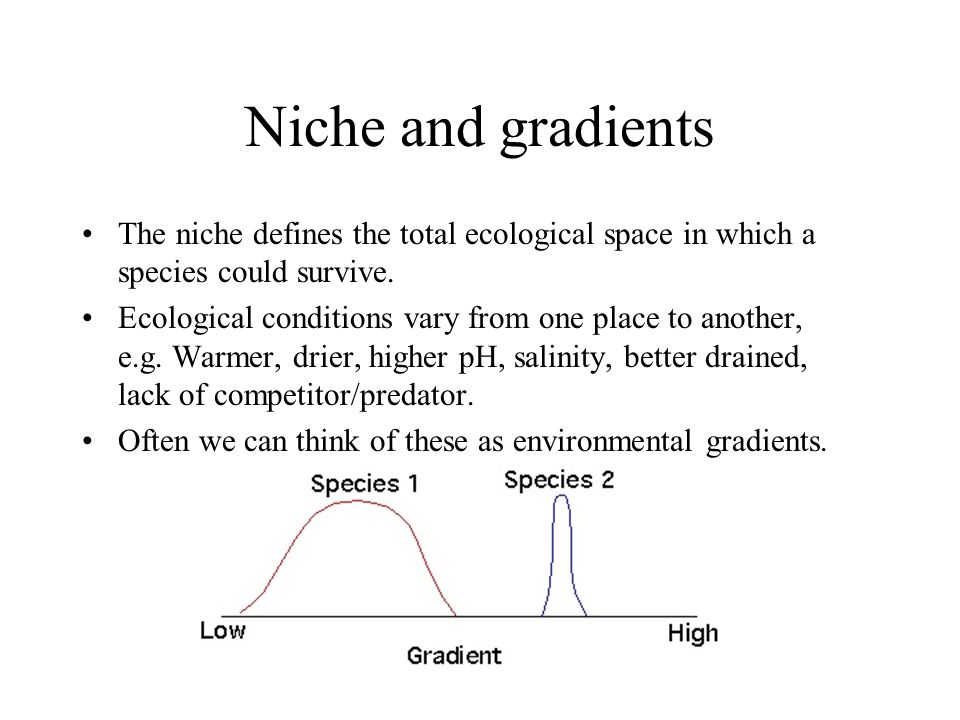 Niche and gradients
• The niche defines the total ecological space in which a
species could survive.
• Ecological conditions vary from one place to another,
e.g. Warmer, drier, higher pH, salinity, better drained,
lack of competitor/predator.
• Often we can think of these as environmental gradients.
Species 1 Species 2
Low High
Gradient